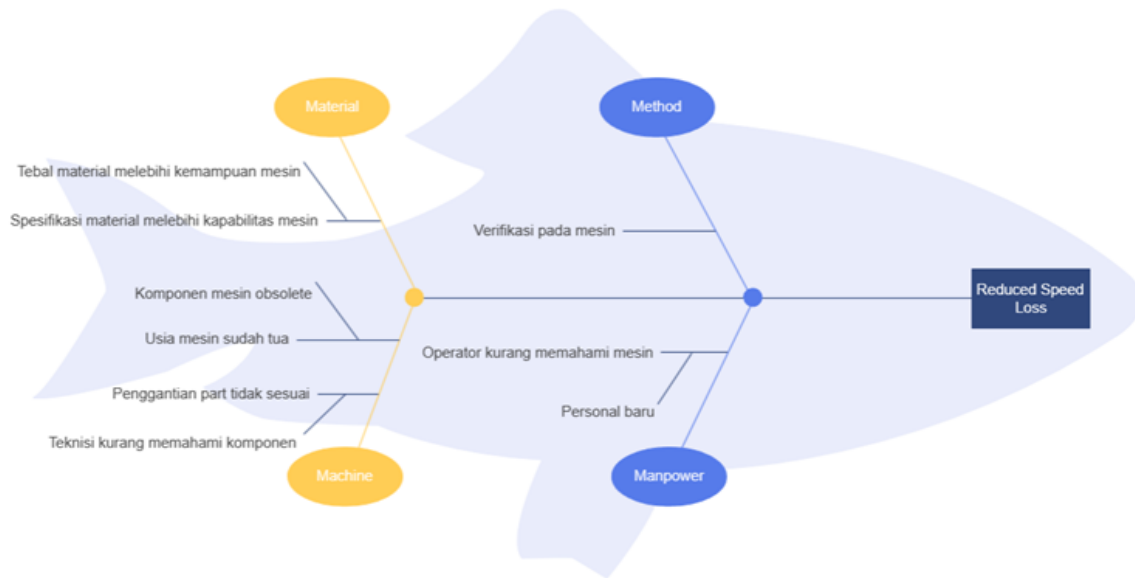 Material
Method
Tebal material melebihi kemampuan mesin
Spesifikasi material melebihi kapabilitas mesin
Verifikasi pada mesin
Komponen mesin obsolete
Usia mesin sudah tua
Reduced Speed
Loss
Operator kurang memahami mesin
Penggantian part tidak sesuai
Personal baru
Teknisi kurang memahami komponen
Machine
Manpower